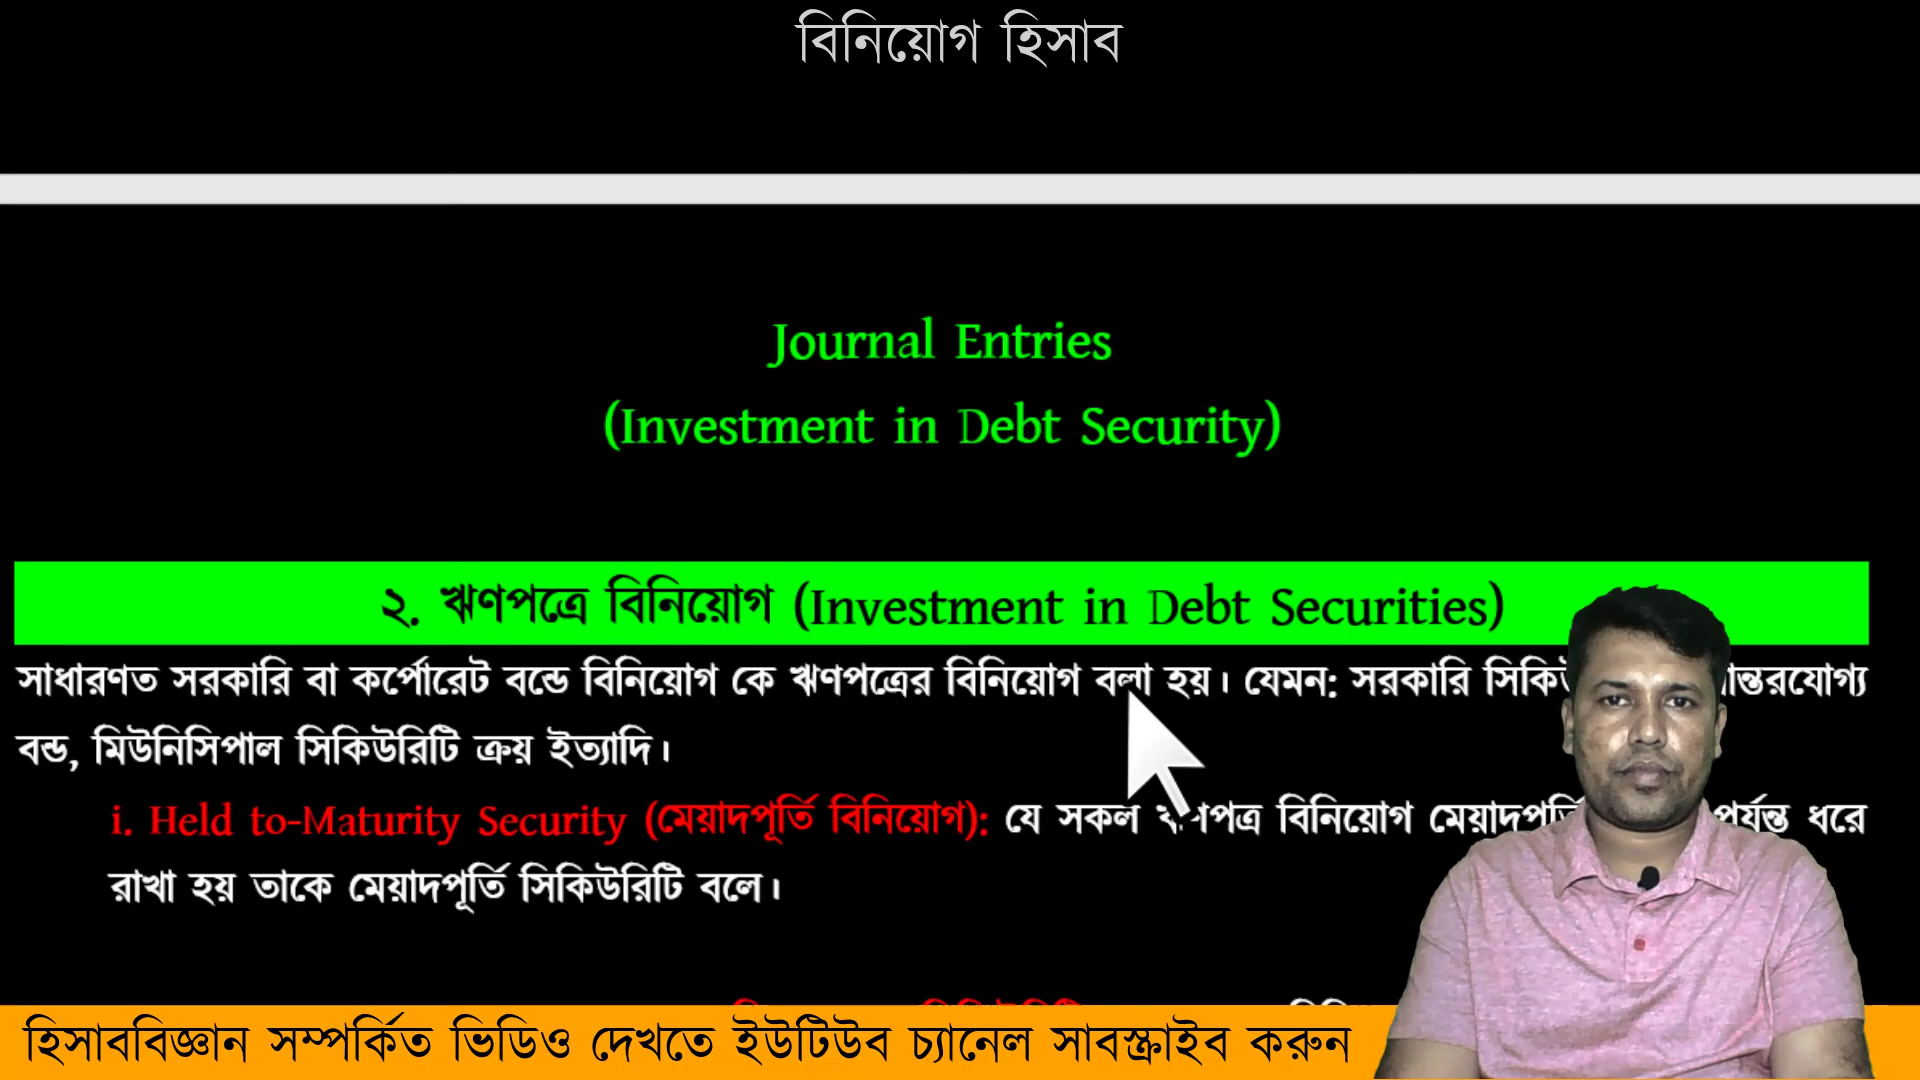 বিনিয়োগ হিসাব
Journal Entries
(Investment in Debt Security)
২. ঋণপত্রে বিনিয়োগ (Investment in Debt Securities)
সাধারণত সরকারি বা কর্পোরেট বন্ডে বিনিয়োগ কে ঋণপত্রের বিনিয়োগ বলা হয়। যেমন: সরকারি
বন্ড, মিউনিসিপাল সিকিউরিটি ক্রয় ইত্যাদি।
i. Held to-Maturity Security (মেয়াদপূর্তি বিনিয়োগ): যে সকল বিনিয়োগ পর্যন্ত ধরে
রাখা হয় তাকে মেয়াদপূর্তি সিকিউরিটি বলে।
হিসাববিজ্ঞান সম্পর্কিত ভিডিও দেখতে ইউটিউব চ্যানেল সাবস্ক্রাইব করুন